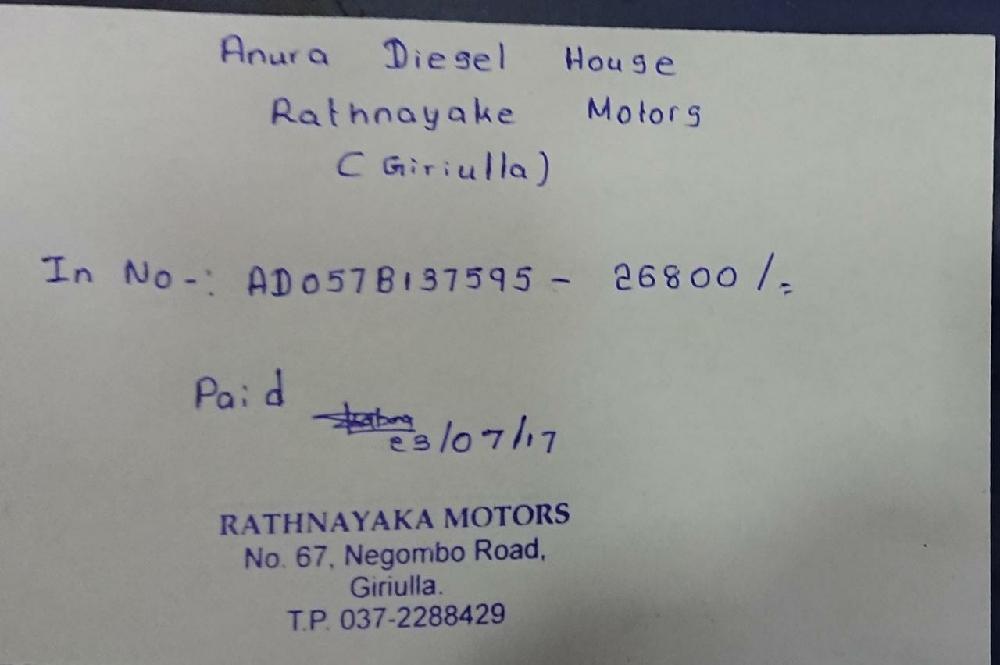 Anura Diesel House
Rathnayake Motors
(Giriulla)
In No-: AD057B137595 - 26800/=
Paid
23/07/17
RATHNAYAKA MOTORS
No. 67, Negombo Road,
Giriulla.
T.P. 037-2288429